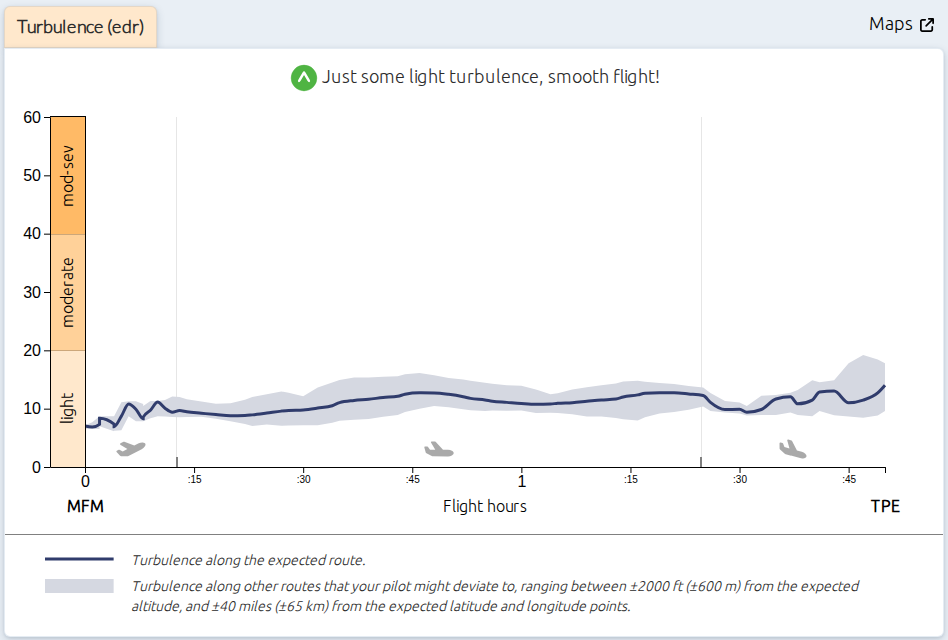 Turbulence (edr)
Maps
Just some light turbulence, smooth flight!
60
50
40
30
20
10
0
mod-sev
moderate
light
0 :15 :30 :45 1 :15 :30 :45
MFM Flight hours TPE
Turbulence along the expected route.
Turbulence along other routes that your pilot might deviate to, ranging between ±2000 ft (±600 m) from the expected
altitude, and ±40 miles (±65 km) from the expected latitude and longitude points.